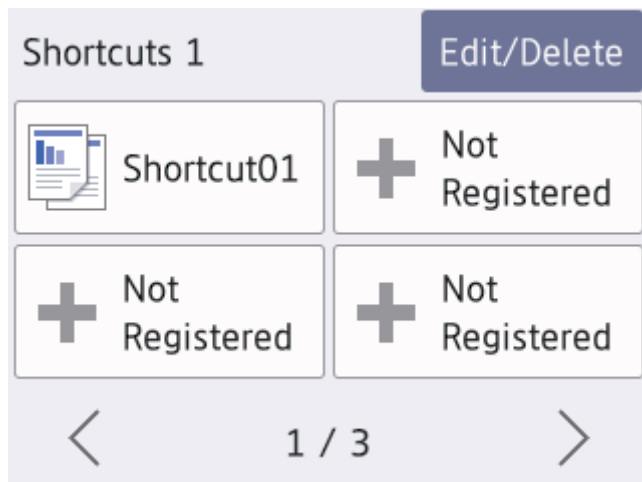 Shortcuts 1
Edit/Delete
Shortcut01
Not
Registered
Not
Registered
Not
Registered
1 / 3